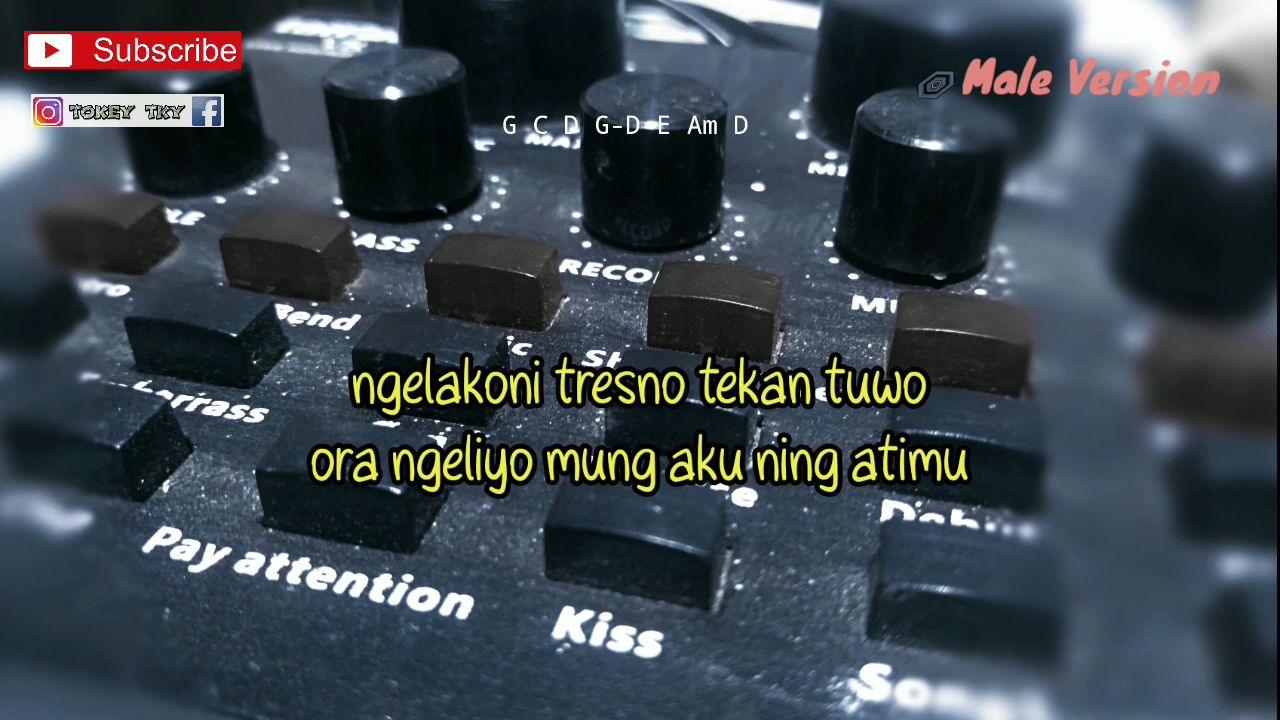 Subscribe
Male Version
TOKEY TKY
G C D G-D-E Am D
BASS
RECO
Bend
ngelakoni tresno tekan tuwo
ora ngeliyo mung aku ning atimu
Pay attention
Kiss